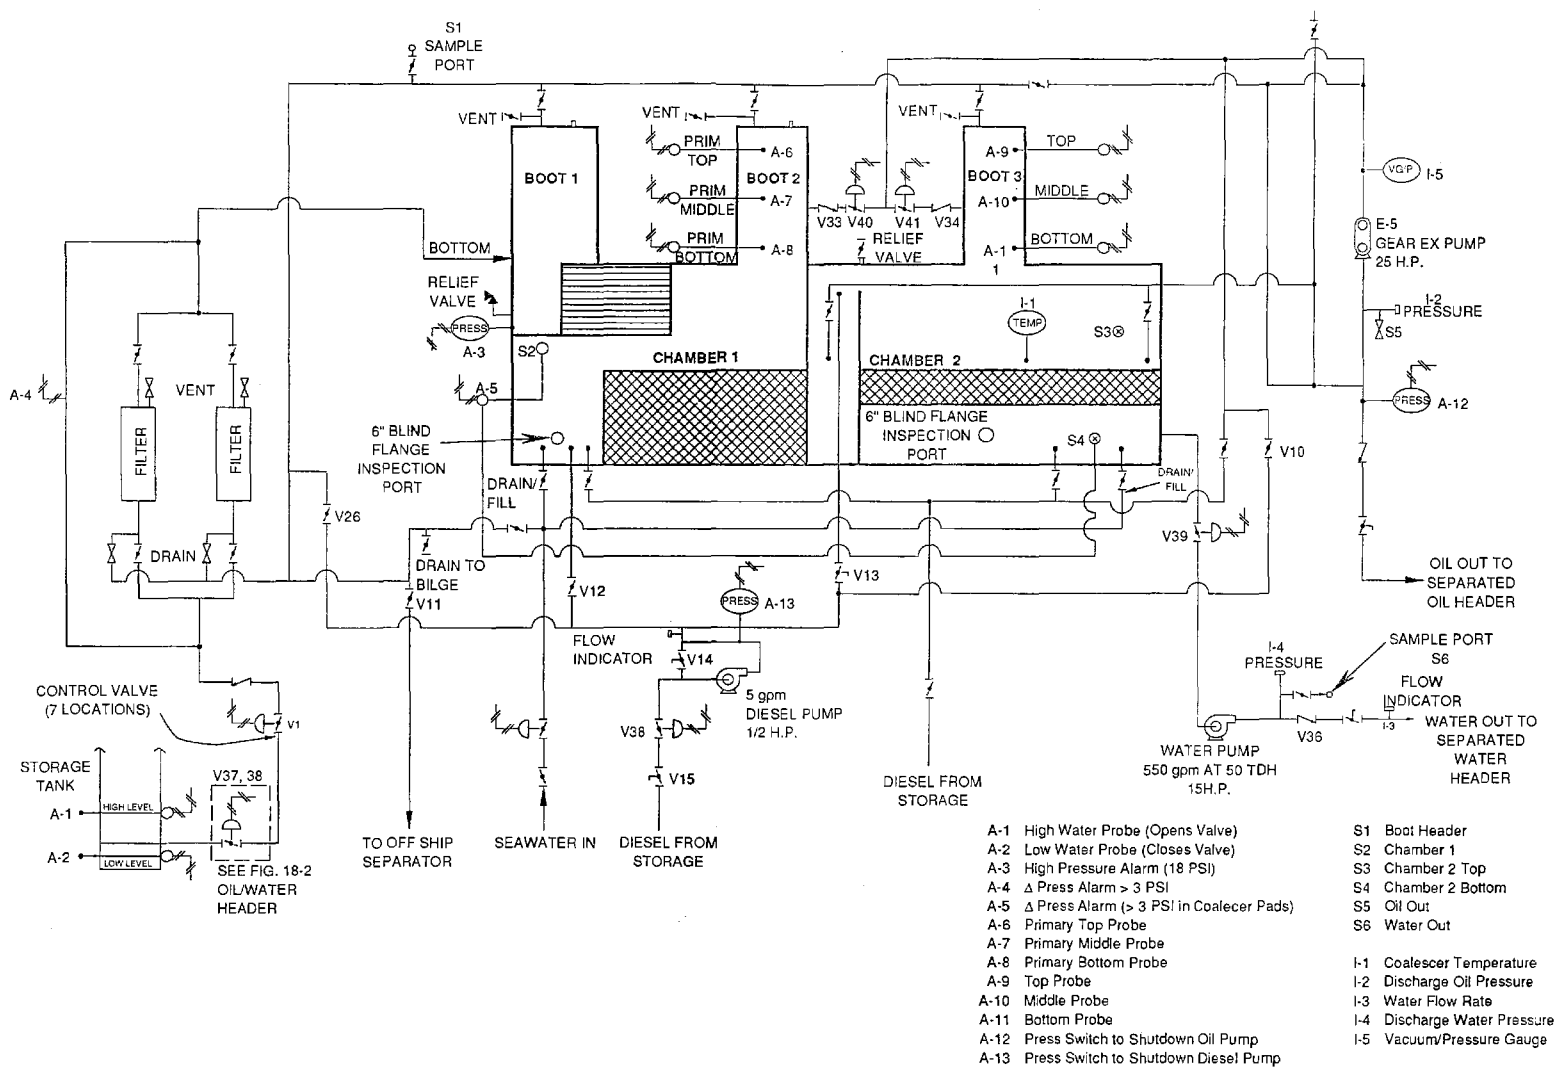 S1
SAMPLE
PORT
VENT
VENT
VENT
PRIM
TOP
A-6
A-9
TOP
BOOT 1
BOOT 2
BOOT 3
VG/P
I-5
PRIM
MIDDLE
A-7
A-10
MIDDLE
V33
V40
V41
V34
E-5
GEAR EX PUMP
25 H.P.
BOTTOM
PRIM
BOTTOM
A-8
RELIEF
VALVE
A-1
1
BOTTOM
RELIEF
VALVE
I-2
PRESSURE
S5
PRESS
A-3
I-1
TEMP
S3
S2
CHAMBER 1
CHAMBER 2
A-4
VENT
A-5
PRESS
A-12
FILTER
FILTER
6" BLIND
FLANGE
INSPECTION
PORT
6" BLIND FLANGE
INSPECTION
PORT
S4
V10
DRAIN/
FILL
DRAIN/
FILL
V26
V39
DRAIN
DRAIN TO
BILGE
V11
V12
V13
OIL OUT TO
SEPARATED
OIL HEADER
PRESS
A-13
FLOW
INDICATOR
V14
SAMPLE PORT
S6
I-4
PRESSURE
CONTROL VALVE
(7 LOCATIONS)
V1
5 gpm
DIESEL PUMP
1/2 H.P.
FLOW
INDICATOR
I-3
V38
V36
WATER OUT TO
SEPARATED
WATER
HEADER
WATER PUMP
550 gpm AT 50 TDH
15H.P.
STORAGE
TANK
V37, 38
V15
DIESEL FROM
STORAGE
A-1
HIGH LEVEL
A-2
LOW LEVEL
SEE FIG. 18-2
OIL/WATER
HEADER
TO OFF SHIP
SEPARATOR
SEAWATER IN
DIESEL FROM
STORAGE
A-1 High Water Probe (Opens Valve)
A-2 Low Water Probe (Closes Valve)
A-3 High Pressure Alarm (18 PSI)
A-4 Δ Press Alarm > 3 PSI
A-5 Δ Press Alarm (> 3 PSI in Coalecer Pads)
A-6 Primary Top Probe
A-7 Primary Middle Probe
A-8 Primary Bottom Probe
A-9 Top Probe
A-10 Middle Probe
A-11 Bottom Probe
A-12 Press Switch to Shutdown Oil Pump
A-13 Press Switch to Shutdown Diesel Pump
S1 Boot Header
S2 Chamber 1
S3 Chamber 2 Top
S4 Chamber 2 Bottom
S5 Oil Out
S6 Water Out
I-1 Coalescer Temperature
I-2 Discharge Oil Pressure
I-3 Water Flow Rate
I-4 Discharge Water Pressure
I-5 Vacuum/Pressure Gauge